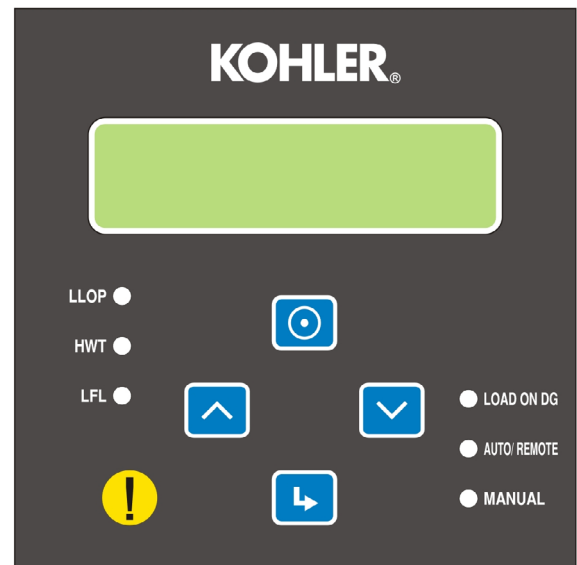 KOHLER®
LLOP
HWT
LFL
LOAD ON DG
AUTO/ REMOTE
MANUAL
!